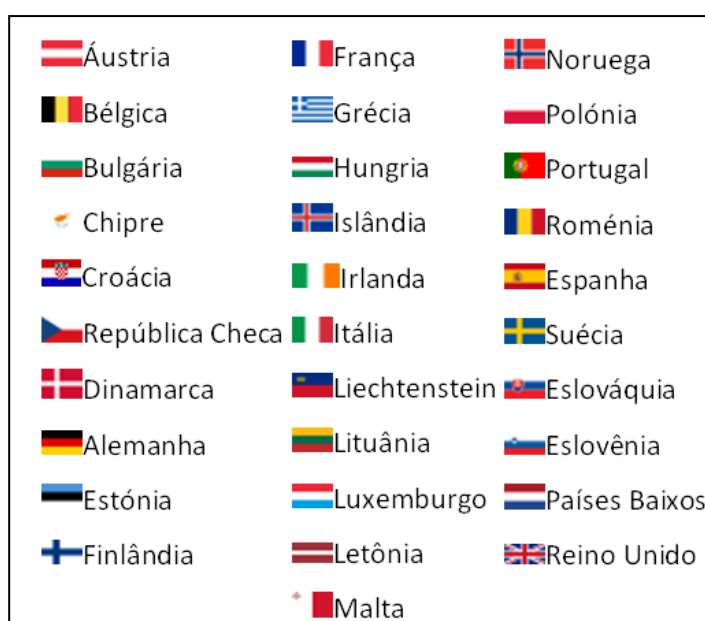 Áustria
Bélgica
Bulgária
Chipre
Croácia
República Checa
Dinamarca
Alemanha
Estónia
Finlândia
França
Grécia
Hungria
Islândia
Irlanda
Itália
Liechtenstein
Lituânia
Luxemburgo
Letônia
Malta
Noruega
Polónia
Portugal
Roménia
Espanha
Suécia
Eslováquia
Eslovênia
Países Baixos
Reino Unido